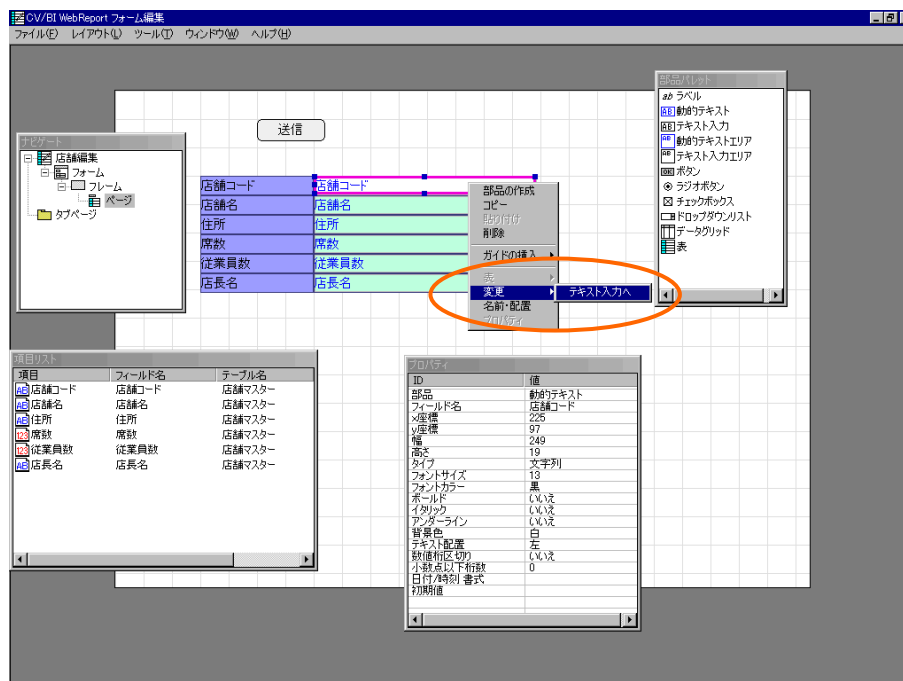 CV/BI WebReport フォーム編集
ファイル(F) レイアウト(L) ツール(T) ウィンドウ(W) ヘルプ(H)
送信
ナビゲート
店舗編集
フォーム
フレーム
ページ
タブページ
店舗コード 店舗コード
店舗名 店舗名
住所 住所
席数 席数
従業員数 従業員数
店長名 店長名
部品の作成
コピー
貼り付け
削除
ガイドの挿入
表
変更 テキスト入力へ
名前・配置
プロパティ
部品パレット
ab ラベル
AB 動的テキスト
AB テキスト入力
AB 動的テキストエリア
AB テキスト入力エリア
OK ボタン
ラジオボタン
チェックボックス
ドロップダウンリスト
データグリッド
表
項目リスト
項目 フィールド名 テーブル名
AB 店舗コード 店舗コード 店舗マスター
AB 店舗名 店舗名 店舗マスター
AB 住所 住所 店舗マスター
123 席数 席数 店舗マスター
123 従業員数 従業員数 店舗マスター
AB 店長名 店長名 店舗マスター
プロパティ
ID 値
部品 動的テキスト
フィールド名 店舗コード
x座標 225
y座標 97
幅 249
高さ 19
タイプ 文字列
フォントサイズ 13
フォントカラー 黒
ボールド いいえ
イタリック いいえ
アンダーライン いいえ
背景色 白
テキスト配置 左
数値桁区切り いいえ
小数点以下桁数 0
日付/時刻 書式
初期値